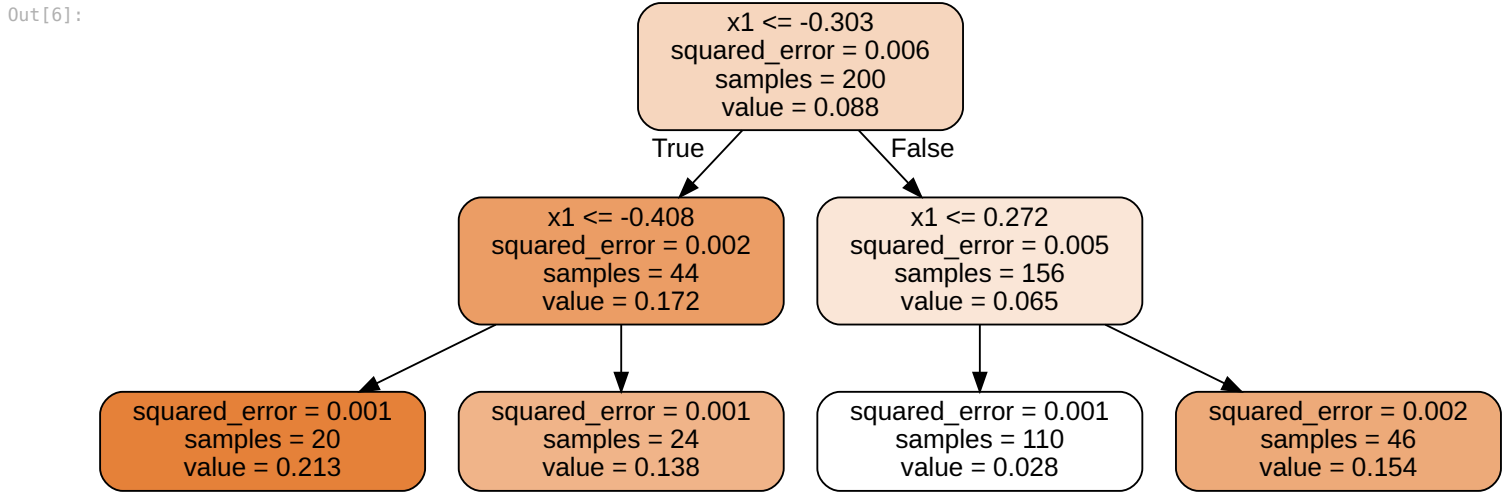 Out[6]:
x1 <= -0.303
squared_error = 0.006
samples = 200
value = 0.088
True
False
x1 <= -0.408
squared_error = 0.002
samples = 44
value = 0.172
x1 <= 0.272
squared_error = 0.005
samples = 156
value = 0.065
squared_error = 0.001
samples = 20
value = 0.213
squared_error = 0.001
samples = 24
value = 0.138
squared_error = 0.001
samples = 110
value = 0.028
squared_error = 0.002
samples = 46
value = 0.154